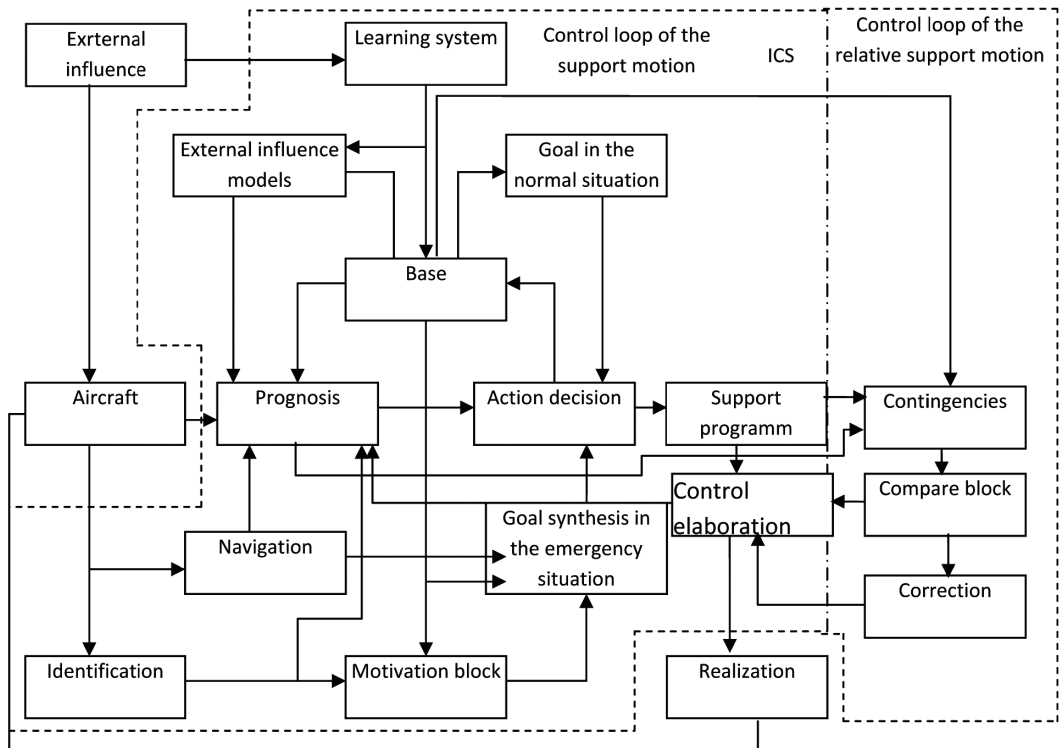 Exrternal
influence
Learning system
Control loop of the
support motion
ICS
Control loop of the
relative support motion
External influence
models
Goal in the
normal situation
Base
Aircraft
Prognosis
Action decision
Support
programm
Contingencies
Control
elaboration
Compare block
Navigation
Goal synthesis in
the emergency
situation
Correction
Identification
Motivation block
Realization